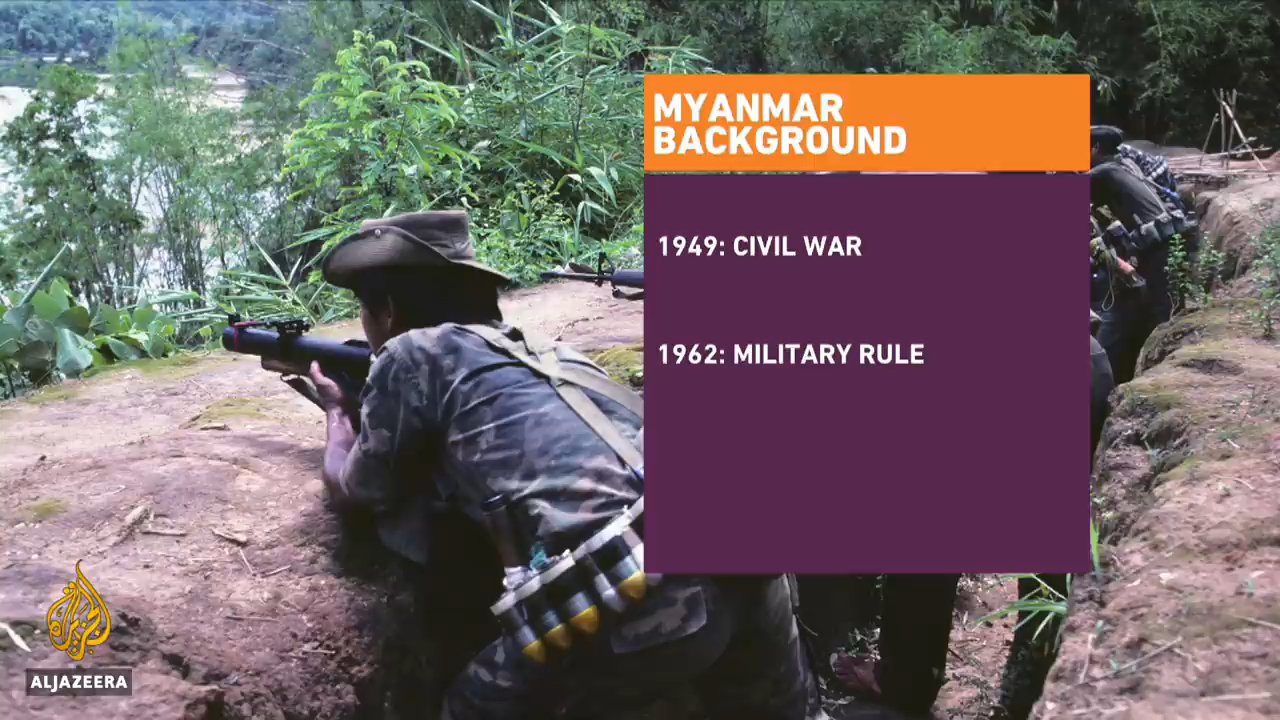 MYANMAR
BACKGROUND
1949: CIVIL WAR
1962: MILITARY RULE
ALJAZEERA